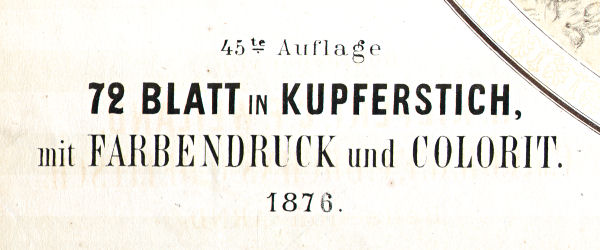 45te Auflage
72 BLATT IN KUPFERSTICH,
mit FARBENDRUCK und COLORIT.
1876.